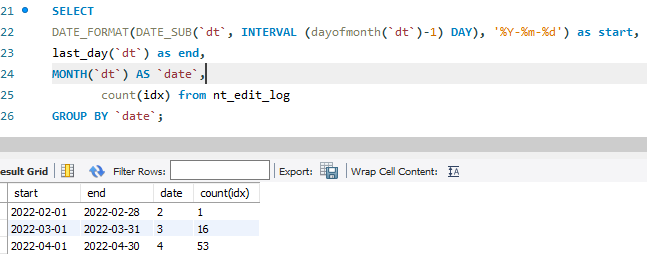 21 SELECT
22 DATE_FORMAT(DATE_SUB(`dt`, INTERVAL (dayofmonth(`dt`)-1) DAY), '%Y-%m-%d') as start,
23 last_day(`dt`) as end,
24 MONTH(`dt`) AS `date`,
25 count(idx) from nt_edit_log
26 GROUP BY `date`;
esult Grid Filter Rows: Export: Wrap Cell Content: IA
start end date count(idx)
2022-02-01 2022-02-28 2 1
2022-03-01 2022-03-31 3 16
2022-04-01 2022-04-30 4 53